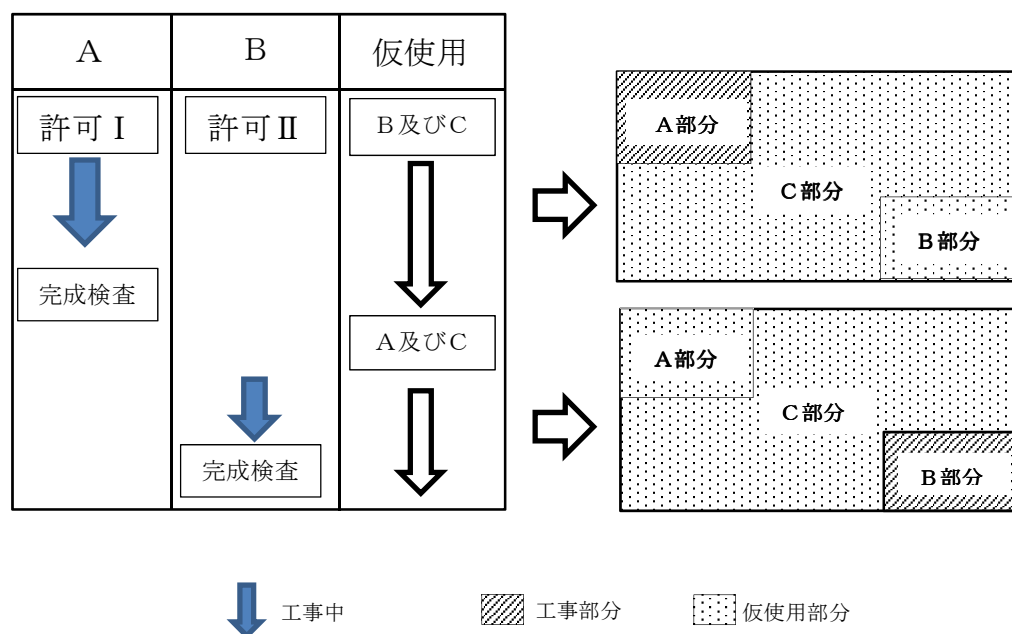 A
B
仮使用
許可Ⅰ
許可Ⅱ
B及びC
完成検査
A及びC
完成検査
A部分
C部分
B部分
A部分
C部分
B部分
工事中
工事部分
仮使用部分